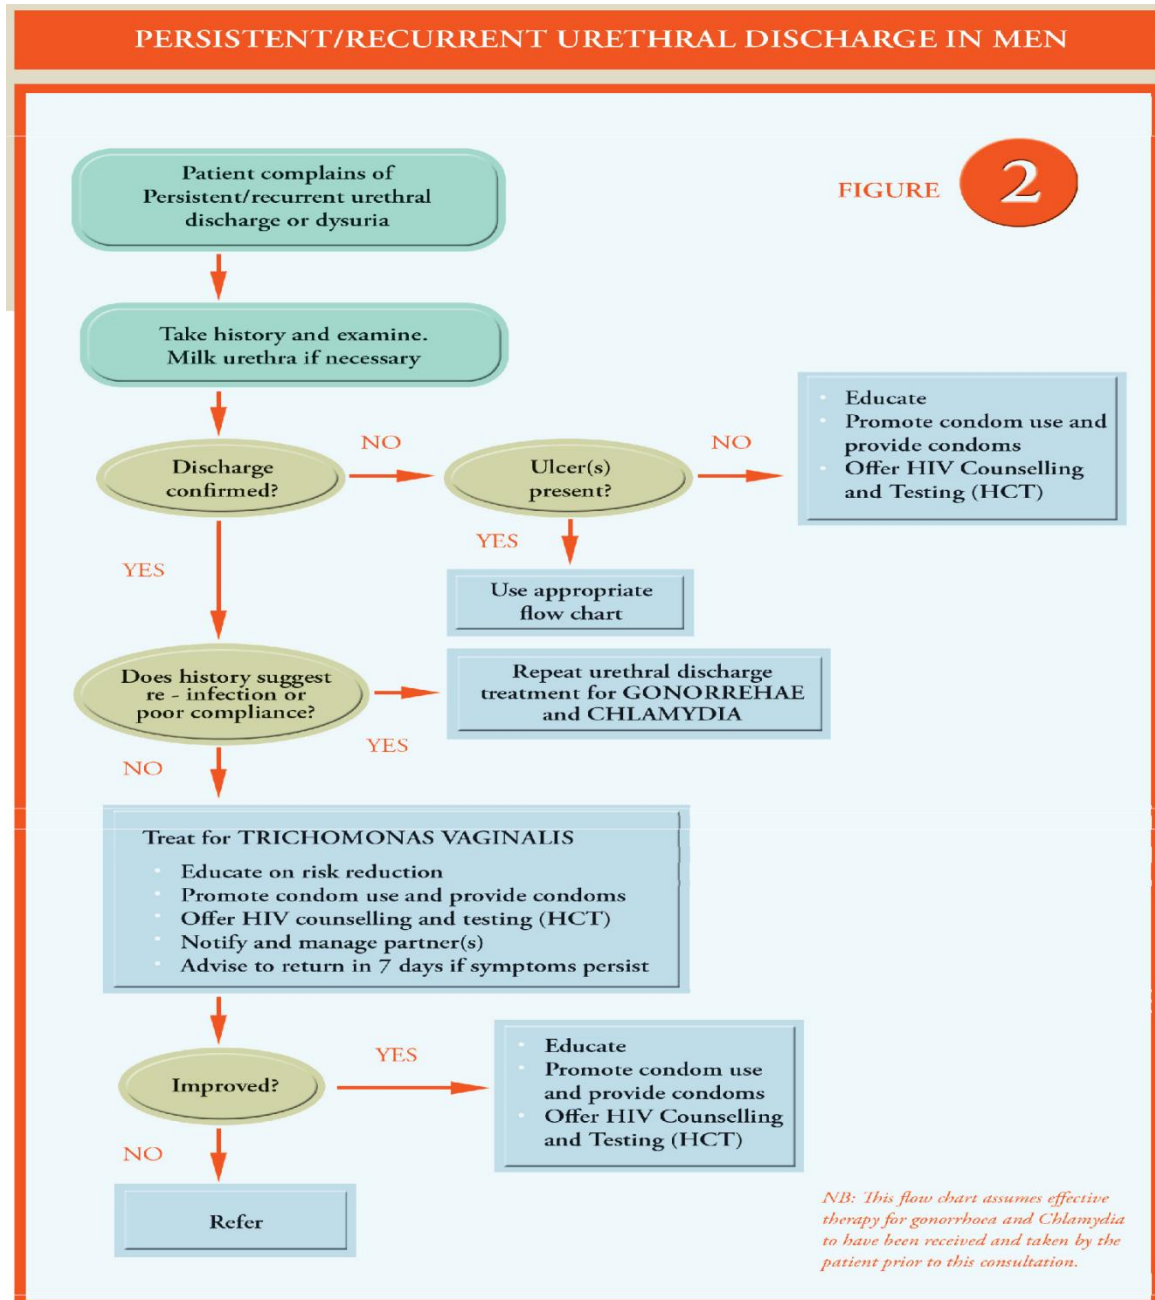 PERSISTENT/RECURRENT URETHRAL DISCHARGE IN MEN
FIGURE 2
Patient complains of
Persistent/recurrent urethral
discharge or dysuria
Take history and examine.
Milk urethra if necessary
Discharge
confirmed?
NO
Ulcer(s)
present?
NO
• Educate
• Promote condom use and
provide condoms
• Offer HIV Counselling
and Testing (HCT)
YES
Use appropriate
flow chart
YES
Does history suggest
re - infection or
poor compliance?
YES
Repeat urethral discharge
treatment for GONORREHAE
and CHLAMYDIA
NO
Treat for TRICHOMONAS VAGINALIS
• Educate on risk reduction
• Promote condom use and provide condoms
• Offer HIV counselling and testing (HCT)
• Notify and manage partner(s)
• Advise to return in 7 days if symptoms persist
Improved?
YES
• Educate
• Promote condom use
and provide condoms
• Offer HIV Counselling
and Testing (HCT)
NO
Refer
NB: This flow chart assumes effective
therapy for gonorrhoea and Chlamydia
to have been received and taken by the
patient prior to this consultation.